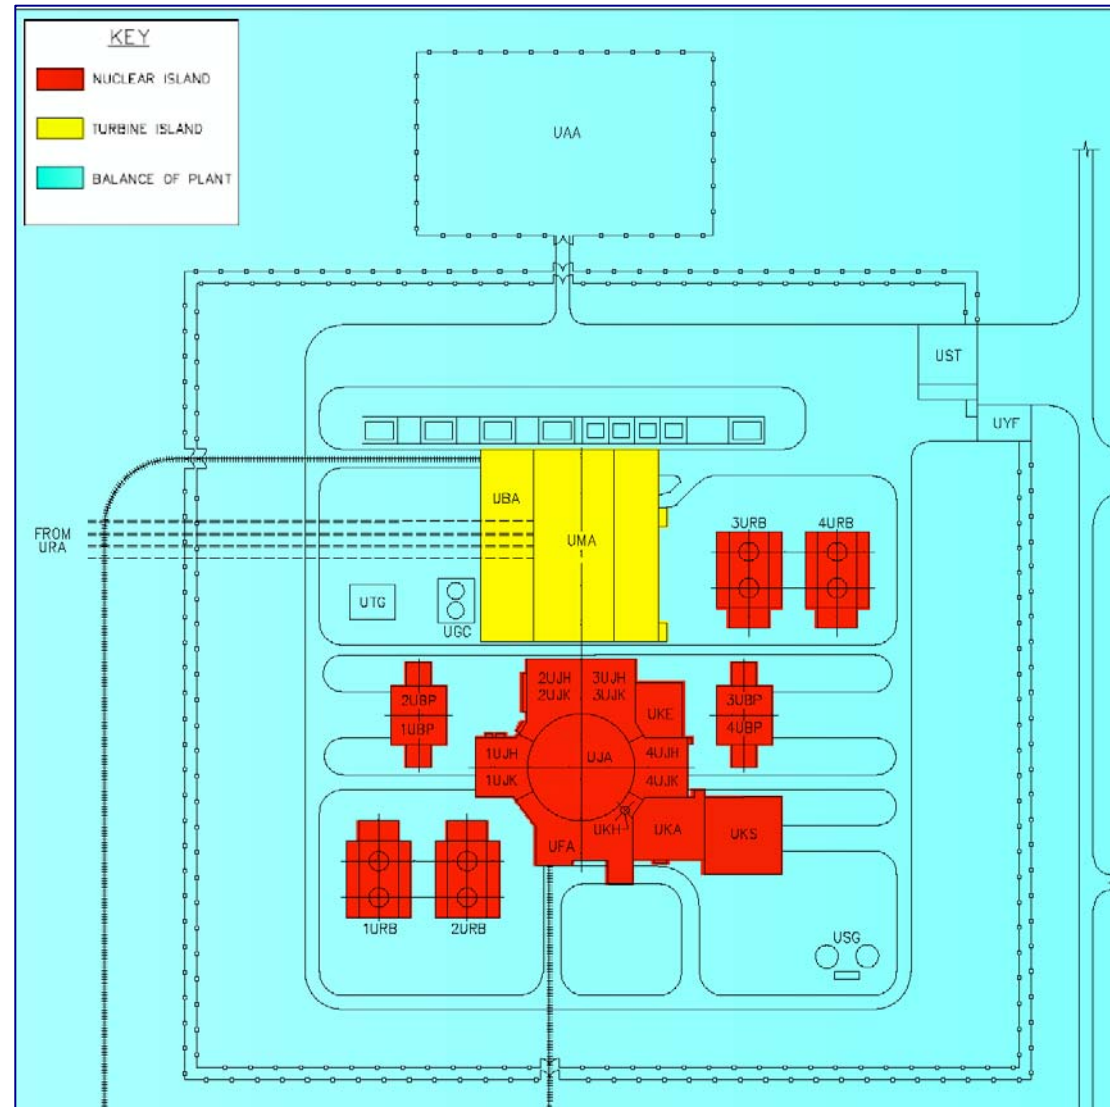 KEY
NUCLEAR ISLAND
TURBINE ISLAND
BALANCE OF PLANT
UAA
UST
UYF
UBA
UMA
3URB
4URB
FROM
URA
UTG
UGC
2UJH
3UJH
2UJK
3UJK
2UBP
1UBP
UKE
3UBP
4UBP
1UJH
UJA
4UJH
1UJK
4UJK
UKH
UKA
UKS
UFA
1URB
2URB
USG